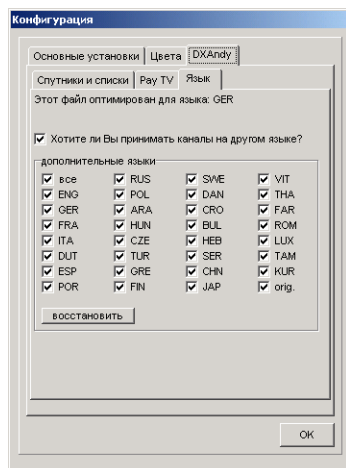 Конфигурация
Основные установки Цвета DXAndy
Спутники и списки Pay TV Язык
Этот файл оптимирован для языка: GER
Хотите ли Вы принимать каналы на другом языке?
дополнительные языки
все RUS SWE VIT
ENG POL DAN THA
GER ARA CRO FAR
FRA HUN BUL ROM
ITA CZE HEB LUX
DUT TUR SER TAM
ESP GRE CHN KUR
POR FIN JAP orig.
восстановить
OK